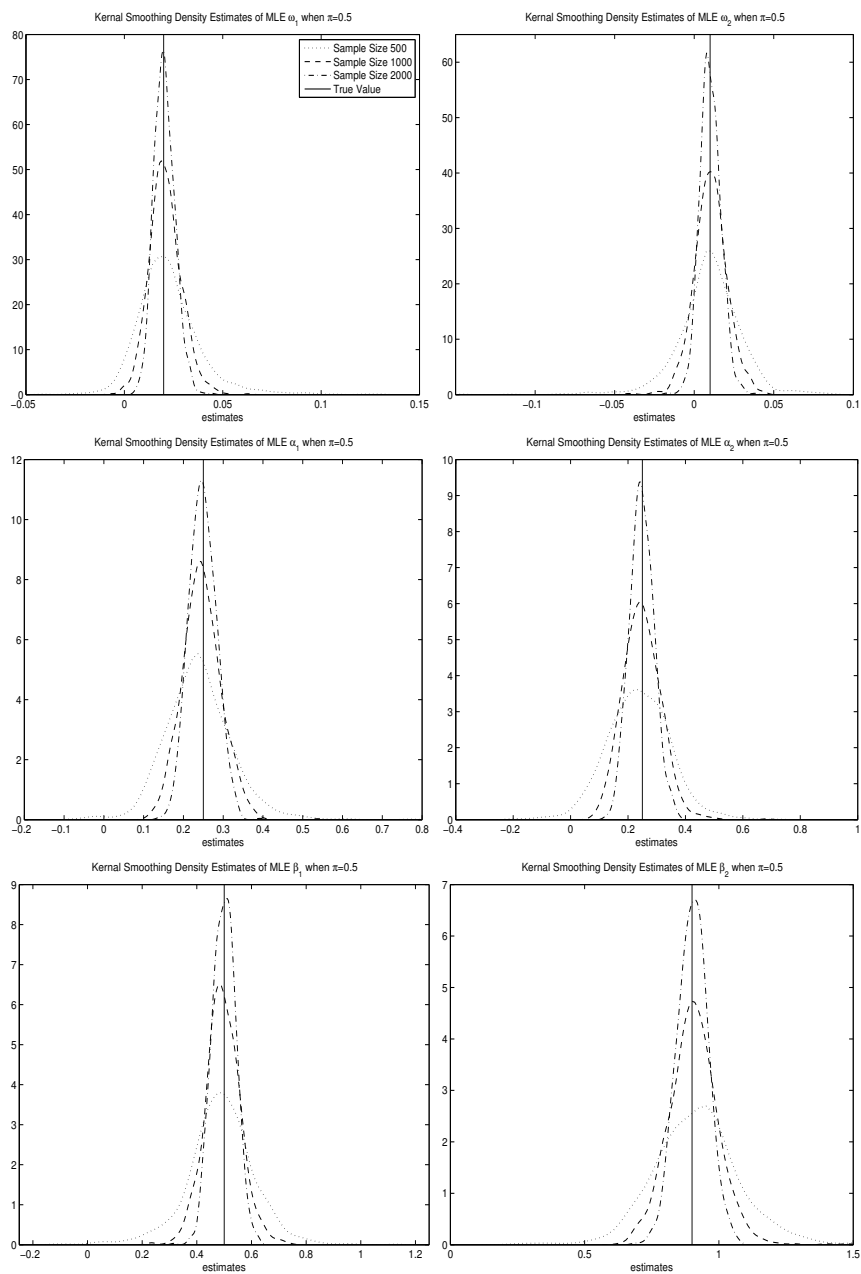 Kernal Smoothing Density Estimates of MLE ω₁ when π=0.5
80
70
60
50
40
30
20
10
0
−0.05 0 0.05 0.1 0.15
estimates
Sample Size 500
Sample Size 1000
Sample Size 2000
True Value
Kernal Smoothing Density Estimates of MLE ω₂ when π=0.5
60
50
40
30
20
10
0
−0.1 −0.05 0 0.05 0.1
estimates
Kernal Smoothing Density Estimates of MLE α₁ when π=0.5
12
10
8
6
4
2
0
−0.2 −0.1 0 0.1 0.2 0.3 0.4 0.5 0.6 0.7 0.8
estimates
Kernal Smoothing Density Estimates of MLE α₂ when π=0.5
10
9
8
7
6
5
4
3
2
1
0
−0.4 −0.2 0 0.2 0.4 0.6 0.8 1
estimates
Kernal Smoothing Density Estimates of MLE β₁ when π=0.5
9
8
7
6
5
4
3
2
1
0
−0.2 0 0.2 0.4 0.6 0.8 1 1.2
estimates
Kernal Smoothing Density Estimates of MLE β₂ when π=0.5
7
6
5
4
3
2
1
0
0 0.5 1 1.5
estimates